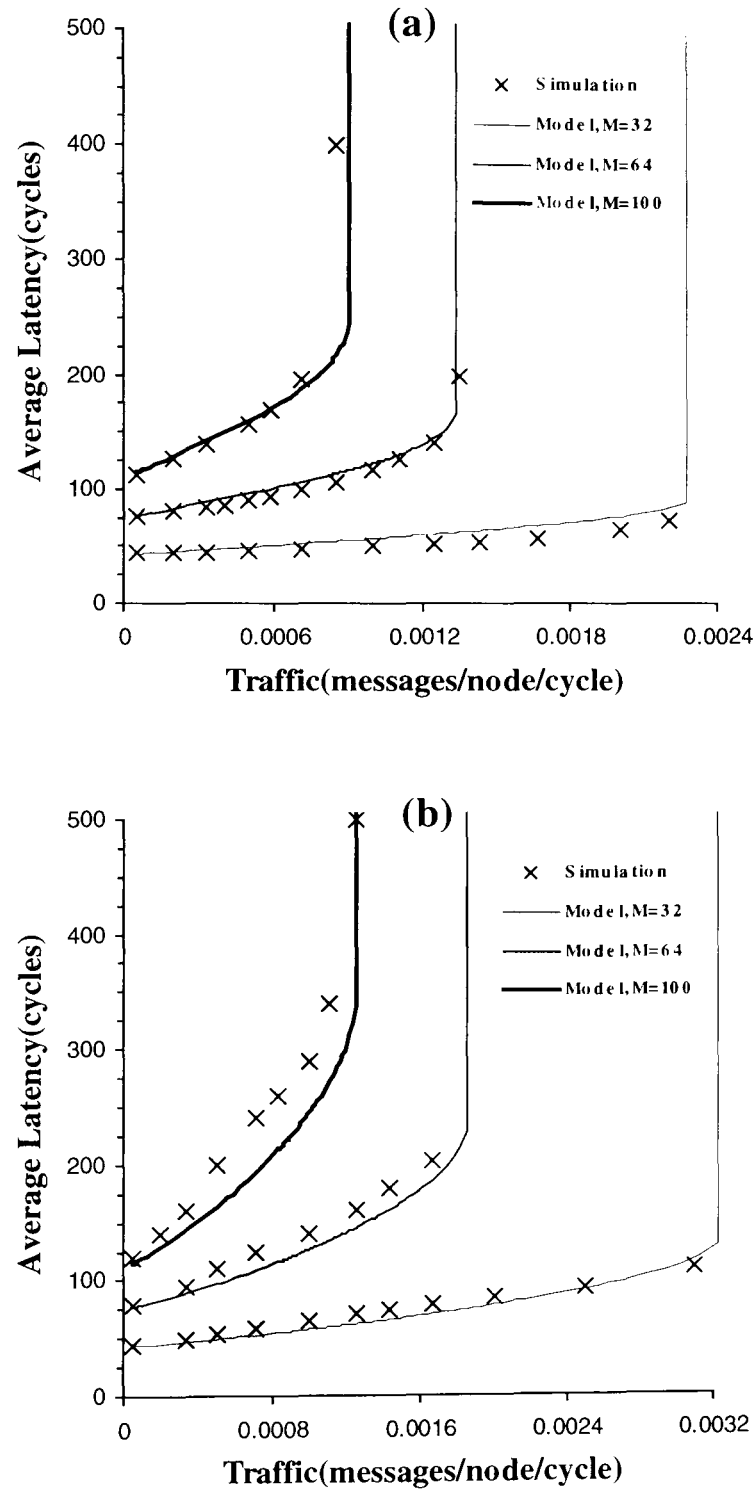 (a)
500
400
300
200
100
0
Average Latency(cycles)
Simulation
Model, M=32
Model, M=64
Model, M=100
0 0.0006 0.0012 0.0018 0.0024
Traffic(messages/node/cycle)
(b)
500
400
300
200
100
0
Average Latency(cycles)
Simulation
Model, M=32
Model, M=64
Model, M=100
0 0.0008 0.0016 0.0024 0.0032
Traffic(messages/node/cycle)